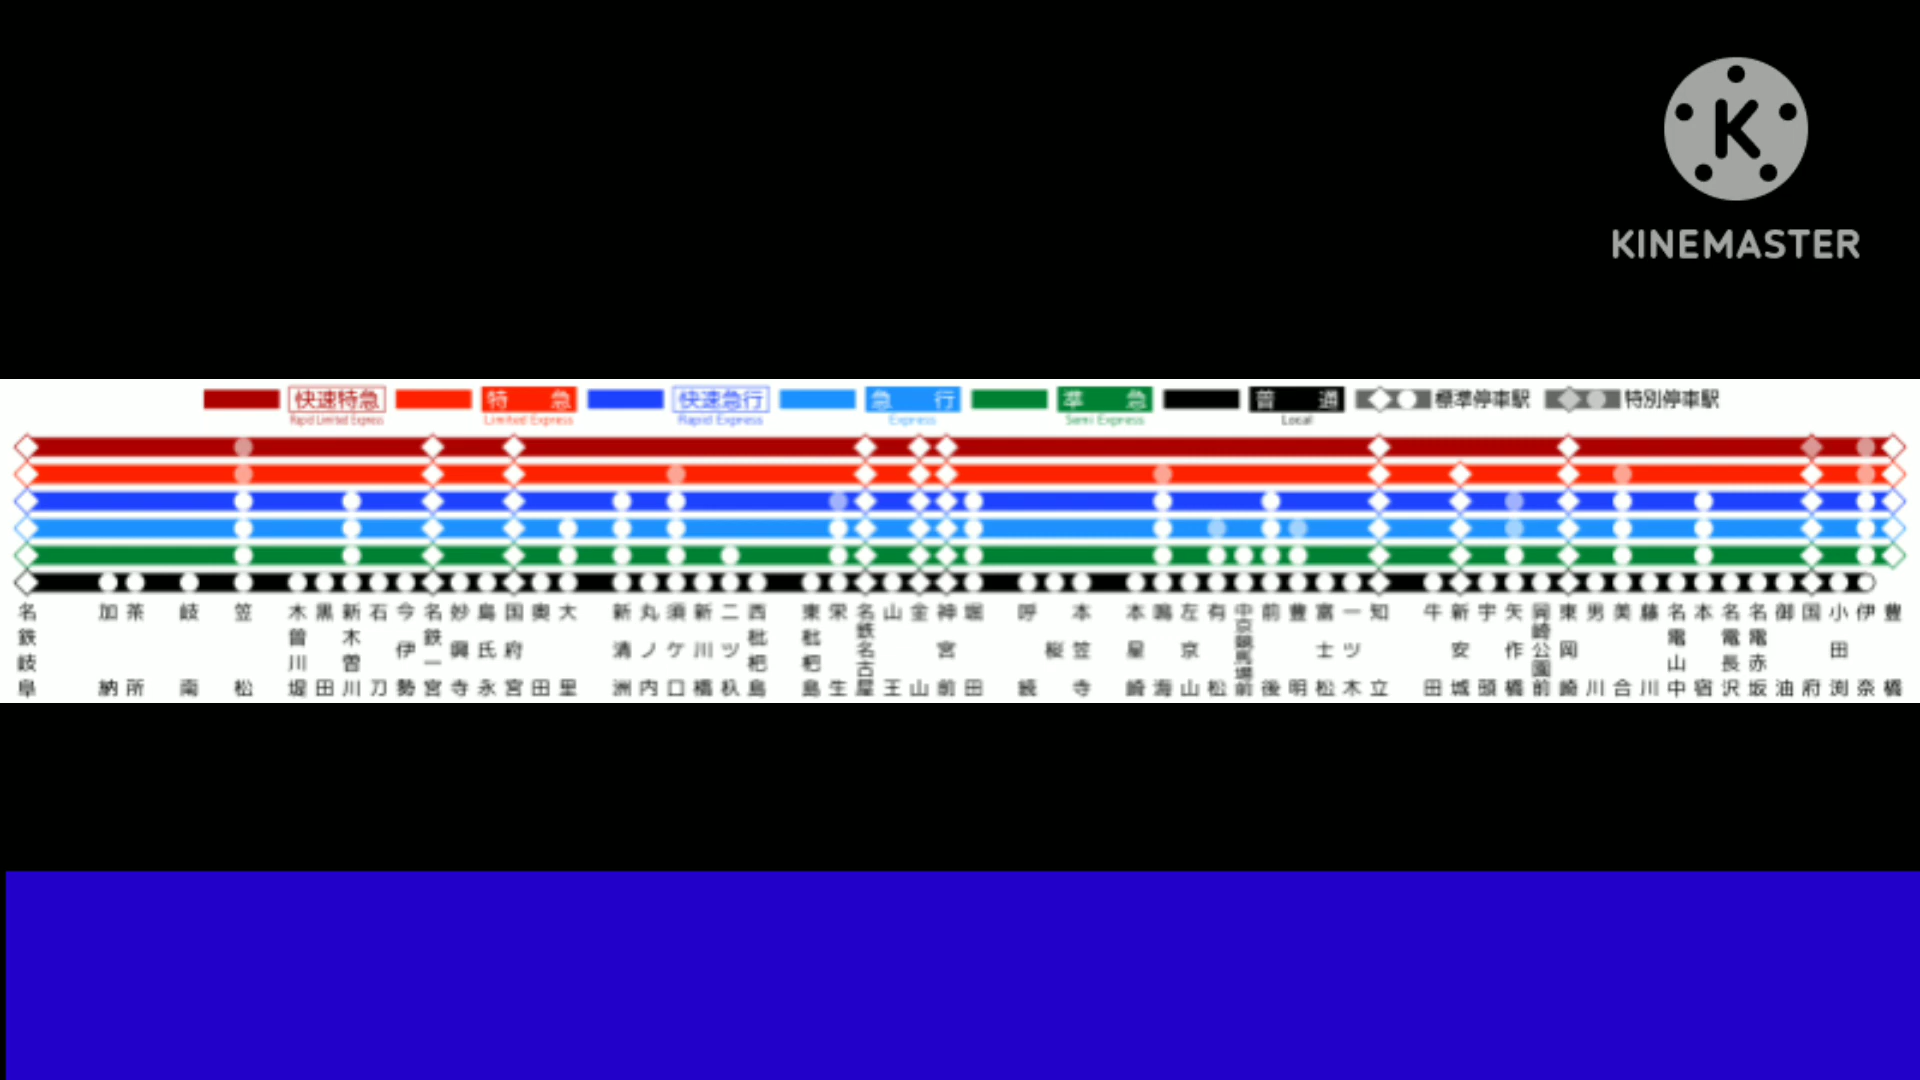 KINEMASTER
快速特急 特急 快速急行 急行 準急 普通 標準停車駅 特別停車駅
Rapid Limited Express Limited Express Rapid Express Express Semi Express Local
名鉄岐阜
加納
茶所
岐南
笠松
木曽川堤
黒田
新木曽川
石刀
今伊勢
名鉄一宮
妙興寺
島氏永
国府宮
奥田
大里
新清洲
丸ノ内
須ケ口
新川橋
二ツ杁
西枇杷島
東枇杷島
栄生
名鉄名古屋
山王
金山
神宮前
堀田
呼続
桜
本笠寺
本星崎
鳴海
左京山
有松
中京競馬場前
前後
豊明
富士松
一ツ木
知立
牛田
新安城
宇頭
矢作橋
岡崎公園前
東岡崎
男川
美合
藤川
名電山中
本宿
名電長沢
名電赤坂
御油
国府
小田渕
伊奈
豊橋